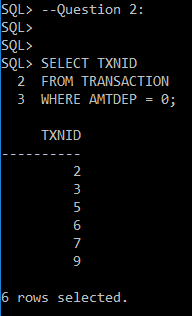 SQL> --Question 2:
SQL>
SQL>
SQL> SELECT TXNID
2 FROM TRANSACTION
3 WHERE AMTDEP = 0;
TXNID
----------
2
3
5
6
7
9
6 rows selected.